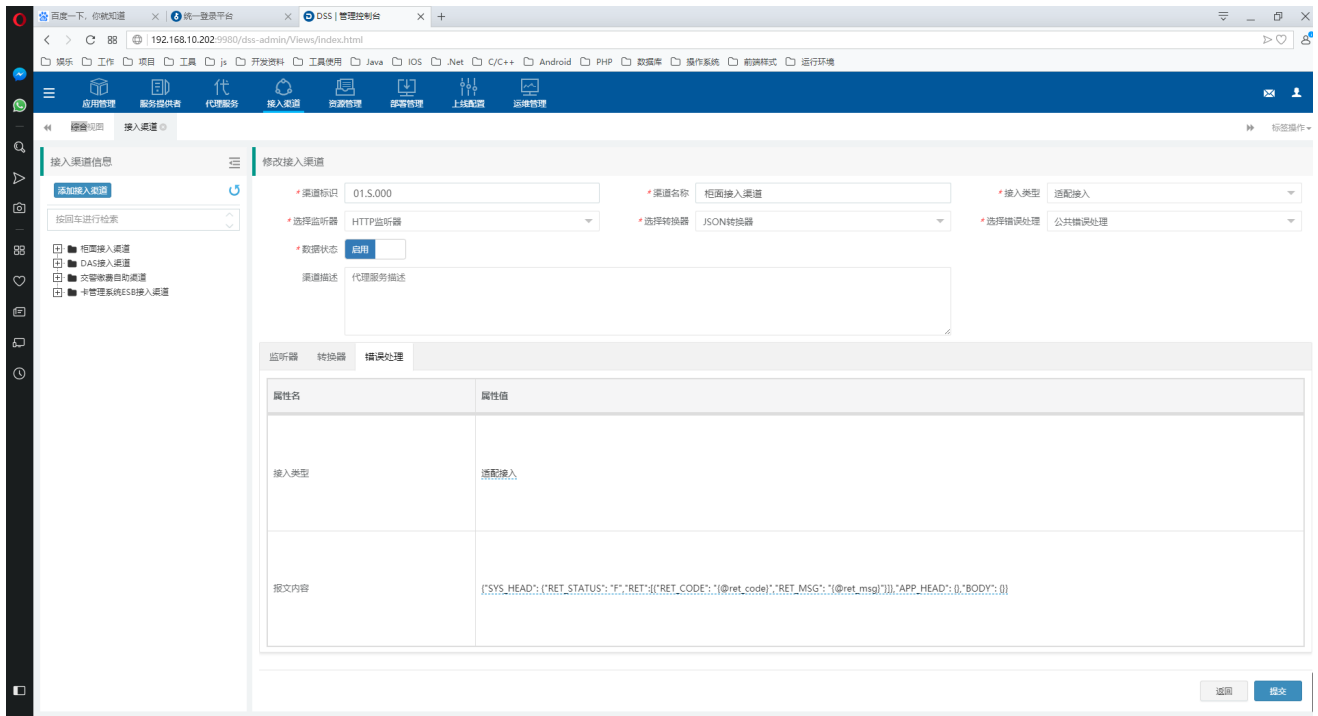 百度一下，你就知道
统一登录平台
DSS | 管理控制台
192.168.10.202:9980/dss-admin/Views/index.html
娱乐 工作 项目 工具 js 开发资料 工具使用 Java IOS .Net C/C++ Android PHP 数据库 操作系统 前端样式 运行环境
应用管理 服务提供者 代理服务 接入渠道 资源管理 部署管理 上线配置 运维管理
代
综合视图 接入渠道 标签操作
接入渠道信息
添加接入渠道
按回车进行检索
柜面接入渠道
DAS接入渠道
交警缴费自助渠道
卡管理系统ESB接入渠道
修改接入渠道
*渠道标识 01.S.000 *渠道名称 柜面接入渠道 *接入类型 适配接入
*选择监听器 HTTP监听器 *选择转换器 JSON转换器 *选择错误处理 公共错误处理
*数据状态 启用
渠道描述 代理服务描述
监听器 转换器 错误处理
属性名 属性值
接入类型 适配接入
报文内容 {"SYS_HEAD": {"RET_STATUS": "F","RET":[{"RET_CODE": "{@ret_code}","RET_MSG": "{@ret_msg}"}]},"APP_HEAD": {},"BODY": {}}
返回 提交